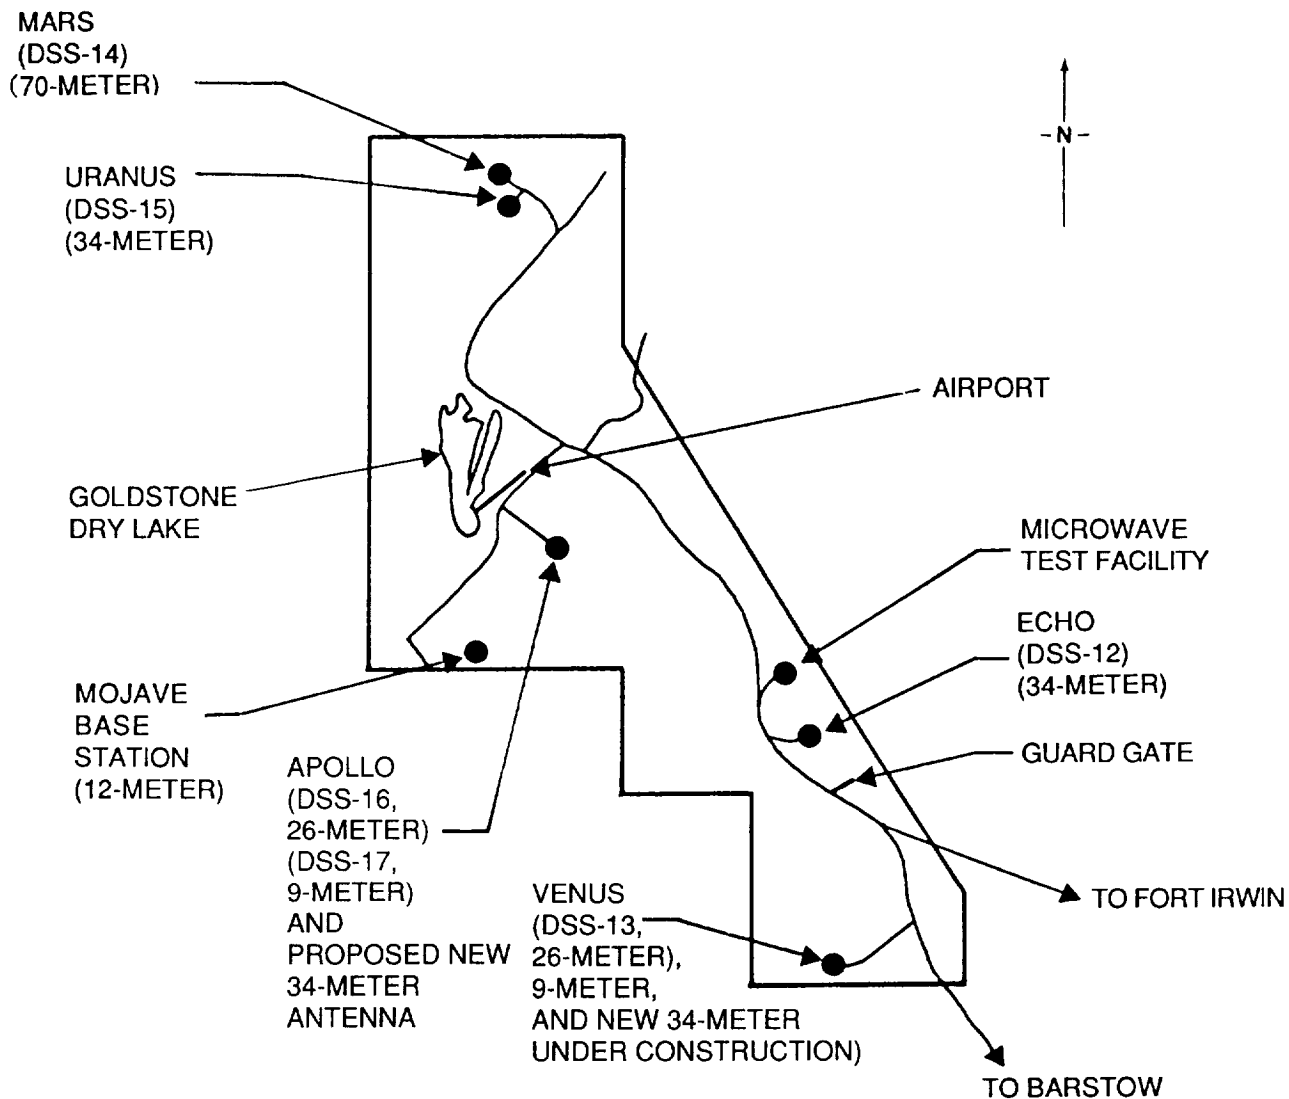 MARS
(DSS-14)
(70-METER)
- N -
URANUS
(DSS-15)
(34-METER)
AIRPORT
GOLDSTONE
DRY LAKE
MICROWAVE
TEST FACILITY
ECHO
(DSS-12)
(34-METER)
MOJAVE
BASE
STATION
(12-METER)
GUARD GATE
APOLLO
(DSS-16,
26-METER)
(DSS-17,
9-METER)
AND
PROPOSED NEW
34-METER
ANTENNA
VENUS
(DSS-13,
26-METER),
9-METER,
AND NEW 34-METER
UNDER CONSTRUCTION)
TO FORT IRWIN
TO BARSTOW